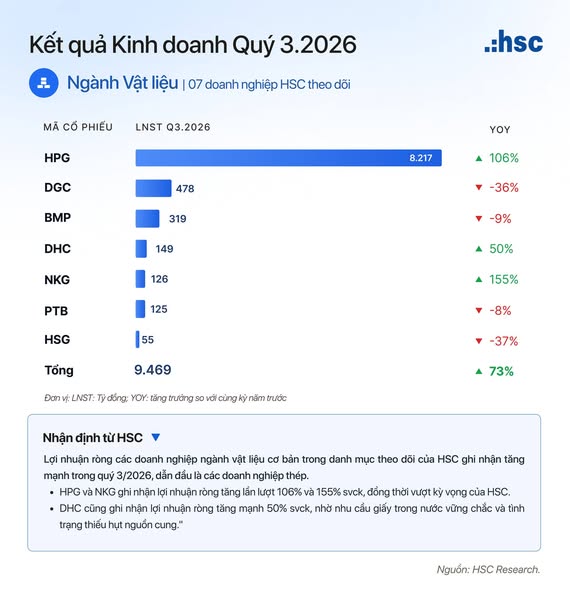 Kết quả Kinh doanh Quý 3.2026
.:hsc
Ngành Vật liệu | 07 doanh nghiệp HSC theo dõi
MÃ CỔ PHIẾU LNST Q3.2026 YOY
HPG 8.217 ▲ 106%
DGC 478 ▼ -36%
BMP 319 ▼ -9%
DHC 149 ▲ 50%
NKG 126 ▲ 155%
PTB 125 ▼ -8%
HSG 55 ▼ -37%
Tổng 9.469 ▲ 73%
Đơn vị: LNST: Tỷ đồng; YOY: tăng trưởng so với cùng kỳ năm trước
Nhận định từ HSC ▼
Lợi nhuận ròng các doanh nghiệp ngành vật liệu cơ bản trong danh mục theo dõi của HSC ghi nhận tăng
mạnh trong quý 3/2026, dẫn đầu là các doanh nghiệp thép.
• HPG và NKG ghi nhận lợi nhuận ròng tăng lần lượt 106% và 155% svck, đồng thời vượt kỳ vọng của HSC.
• DHC cũng ghi nhận lợi nhuận ròng tăng mạnh 50% svck, nhờ nhu cầu giấy trong nước vững chắc và tình
trạng thiếu hụt nguồn cung."
Nguồn: HSC Research.